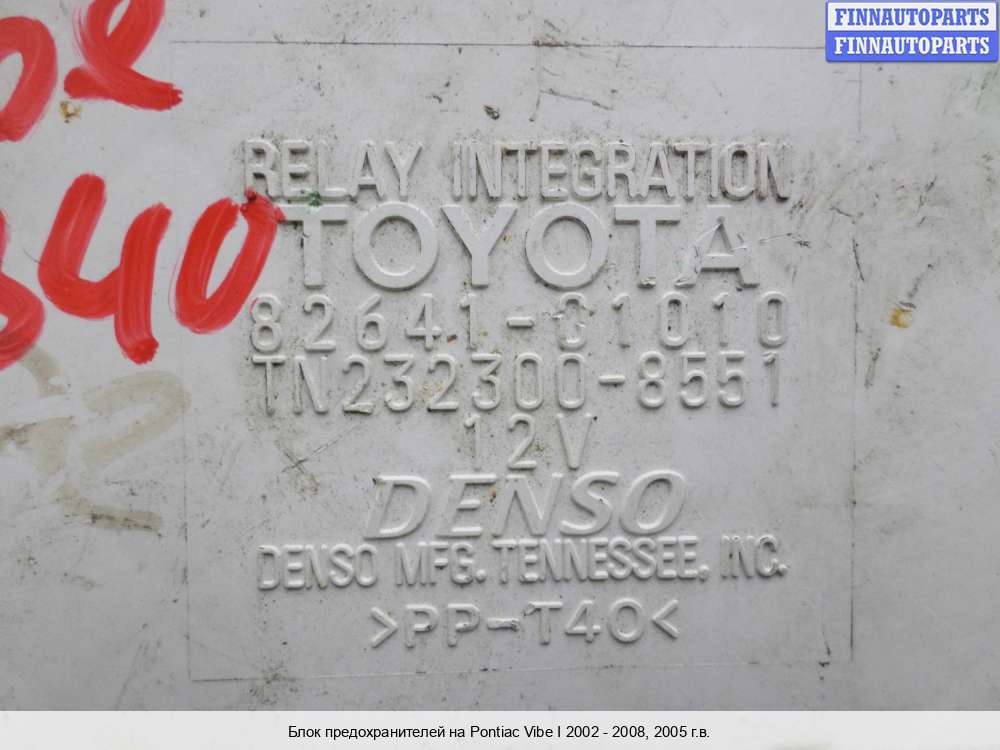 FINNAUTOPARTS
FINNAUTOPARTS
RELAY INTEGRATION
TOYOTA
82641-01010
TN232300-8551
12V
DENSO
DENSO MFG. TENNESSEE, INC.
>PP-T40<
340
Блок предохранителей на Pontiac Vibe I 2002 - 2008, 2005 г.в.